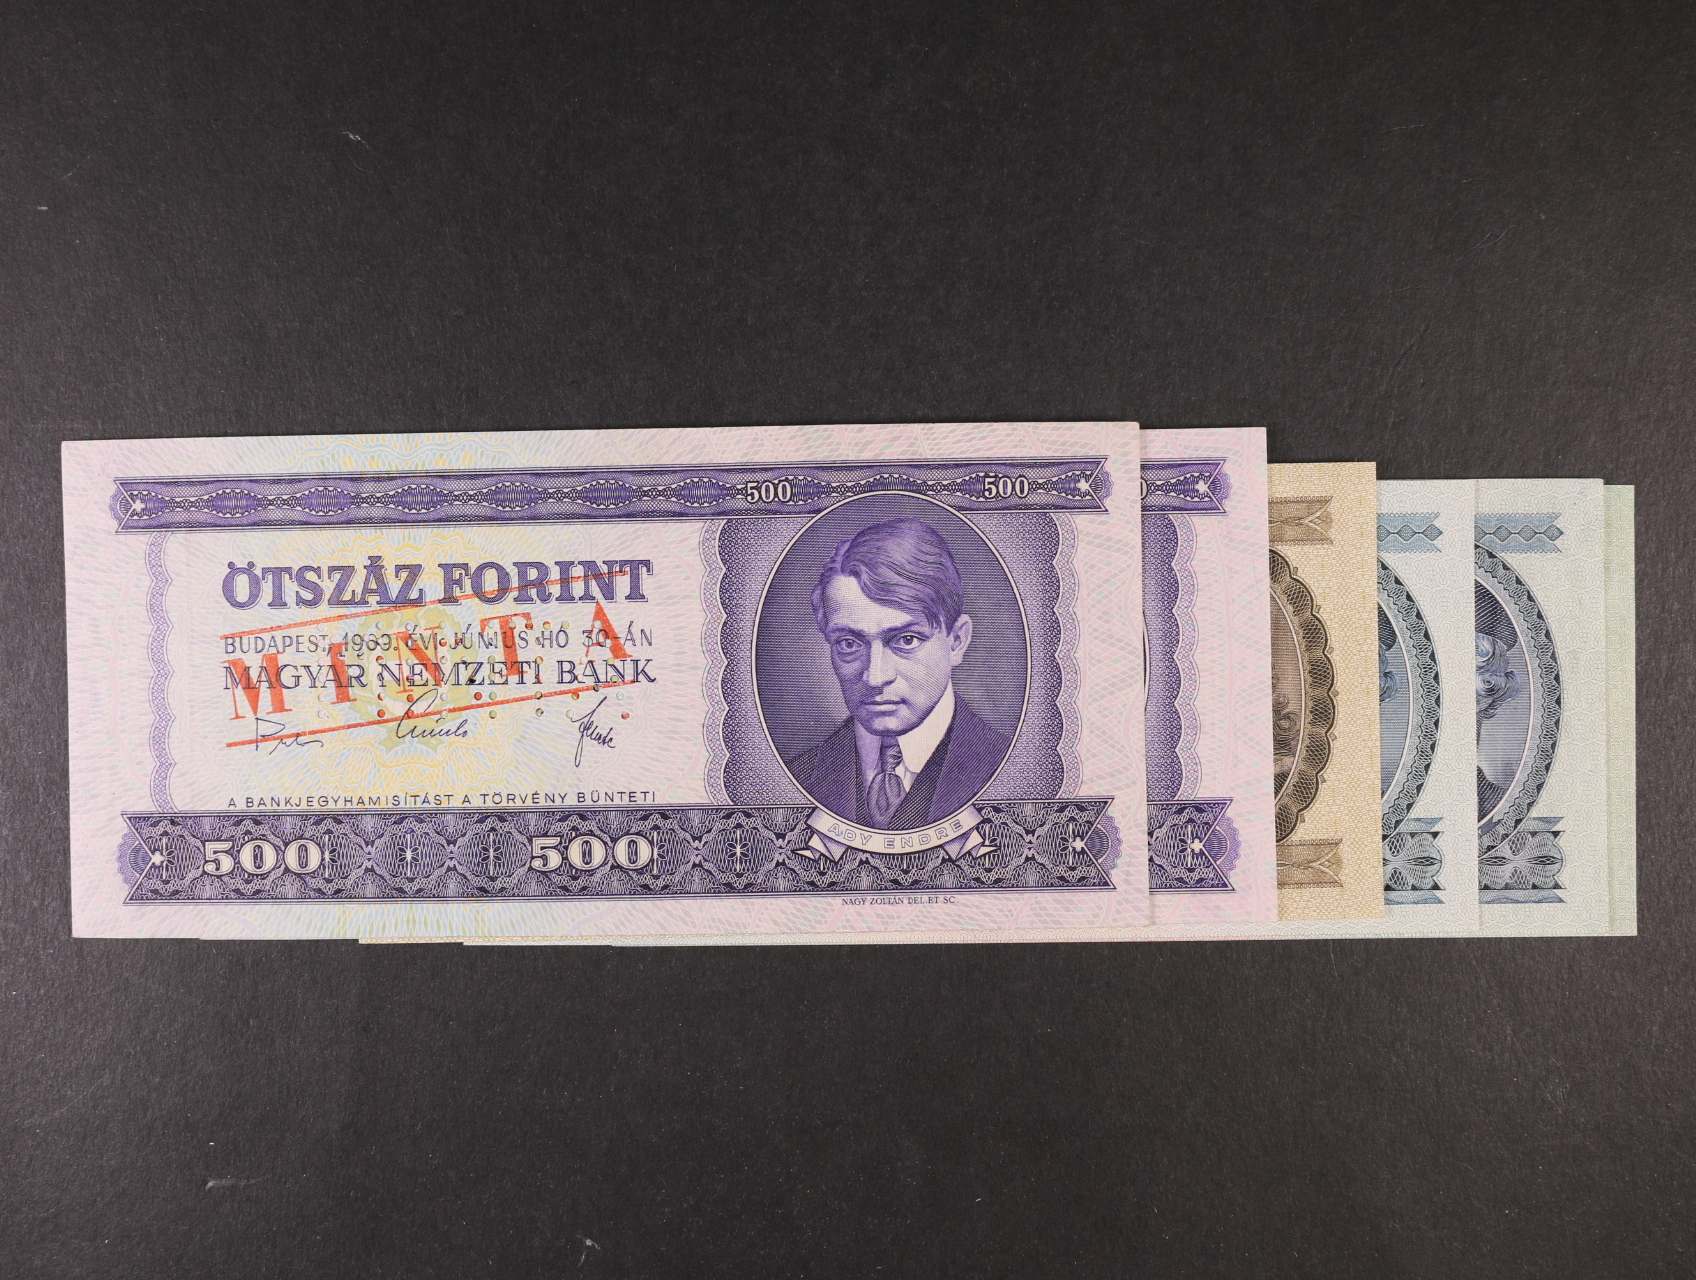 500 500
ÖTSZÁZ FORINT
BUDAPEST, 1969. ÉVI JÚNIUS HÓ 30-ÁN
MAGYAR NEMZETI BANK
MINTA
A BANKJEGYHAMISÍTÁST A TÖRVÉNY BÜNTETI
ADY ENDRE
500 500
NAGY ZOLTÁN DEL. ET SC